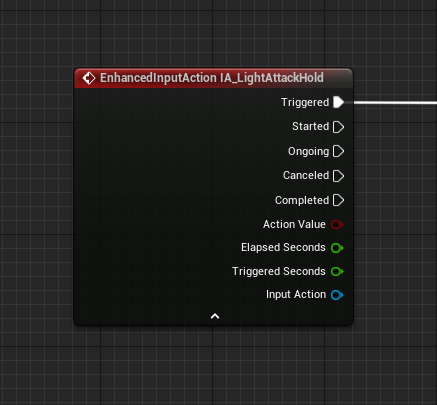 EnhancedInputAction IA_LightAttackHold
Triggered
Started
Ongoing
Canceled
Completed
Action Value
Elapsed Seconds
Triggered Seconds
Input Action